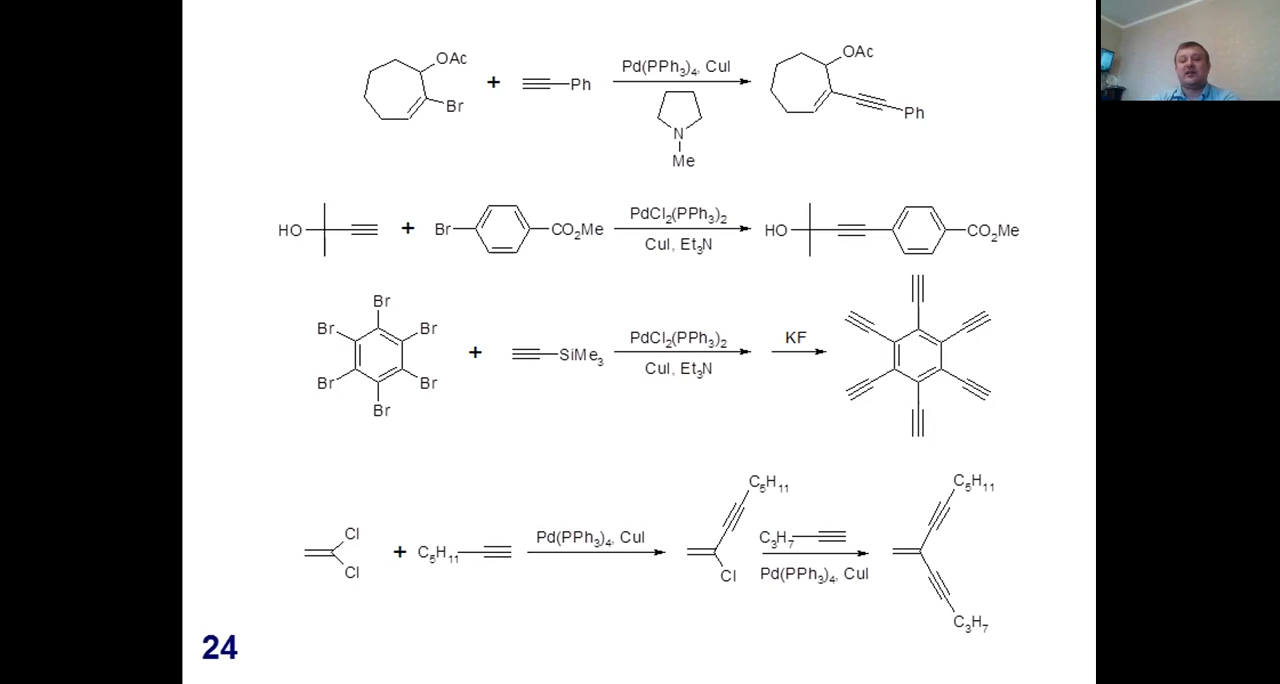 OAc
Br
+
Ph
Pd(PPh3)4, CuI
N
Me
OAc
Ph
HO
+
Br
CO2Me
PdCl2(PPh3)2
CuI, Et3N
HO
CO2Me
Br
Br
Br
Br
Br
Br
+
SiMe3
PdCl2(PPh3)2
CuI, Et3N
KF
Cl
Cl
+
C5H11
Pd(PPh3)4, CuI
C5H11
Cl
C3H7
Pd(PPh3)4, CuI
C5H11
C3H7
24